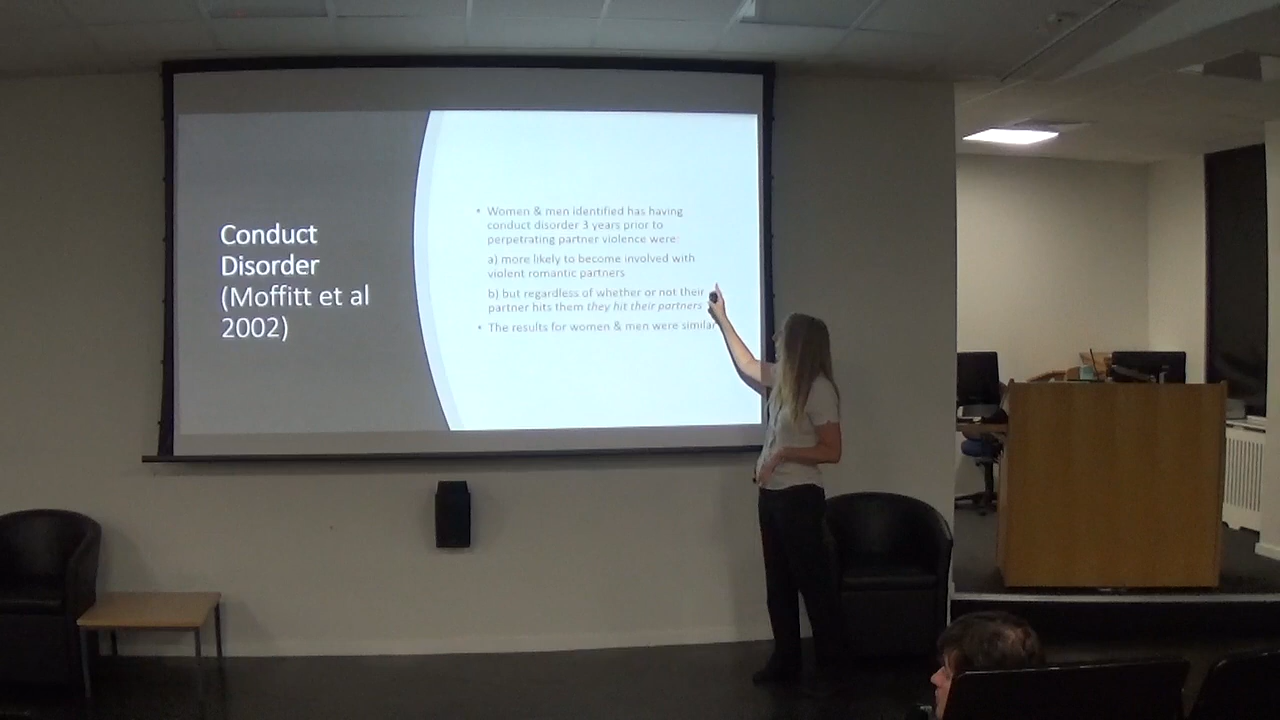 Conduct
Disorder
(Moffitt et al
2002)
• Women & men identified has having
conduct disorder 3 years prior to
perpetrating partner violence were:
a) more likely to become involved with
violent romantic partners
b) but regardless of whether or not their
partner hits them they hit their partners
• The results for women & men were similar